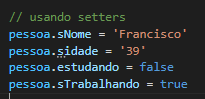 // usando setters
pessoa.sNome = 'Francisco'
pessoa.sidade = '39'
pessoa.estudando = false
pessoa.sTrabalhando = true